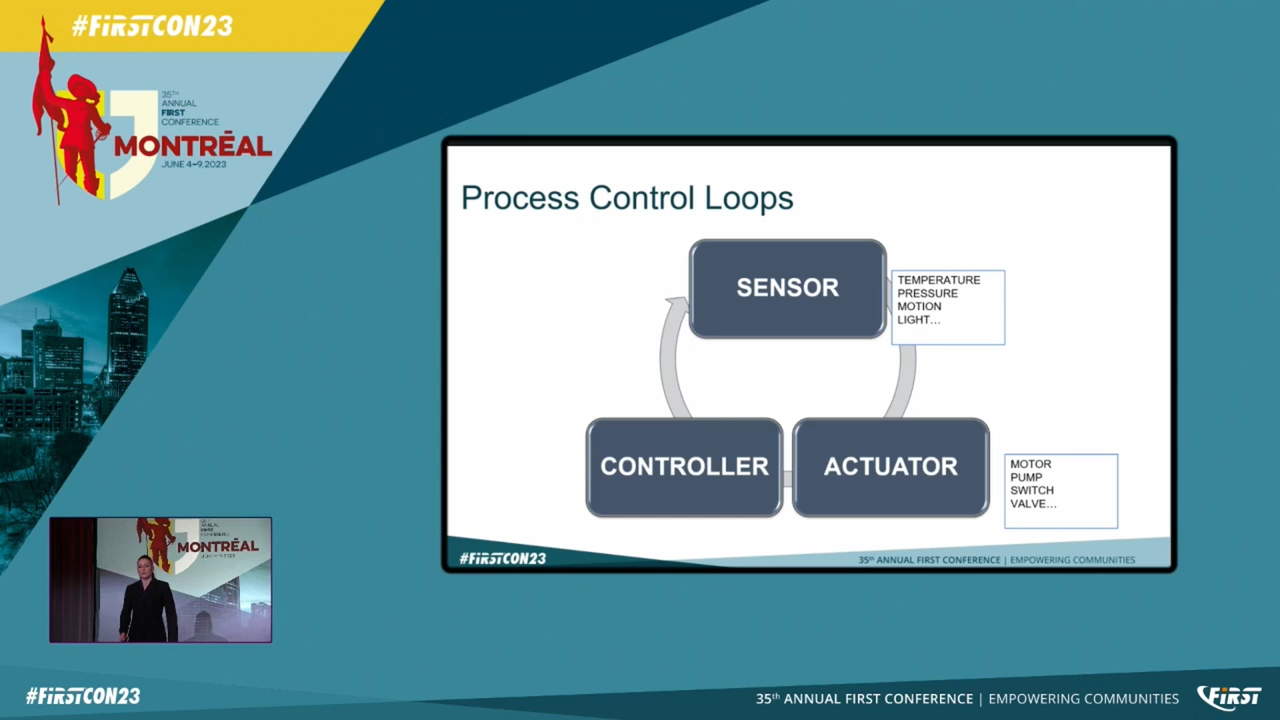 #FiRSTCON23
35TH
ANNUAL
FIRST
CONFERENCE
MONTRĒAL
JUNE 4–9, 2023
Process Control Loops
SENSOR
TEMPERATURE
PRESSURE
MOTION
LIGHT...
CONTROLLER
ACTUATOR
MOTOR
PUMP
SWITCH
VALVE...
#FiRSTCON23
35th ANNUAL FIRST CONFERENCE | EMPOWERING COMMUNITIES
MONTRĒAL
#FiRSTCON23
35th ANNUAL FIRST CONFERENCE | EMPOWERING COMMUNITIES
FiRST